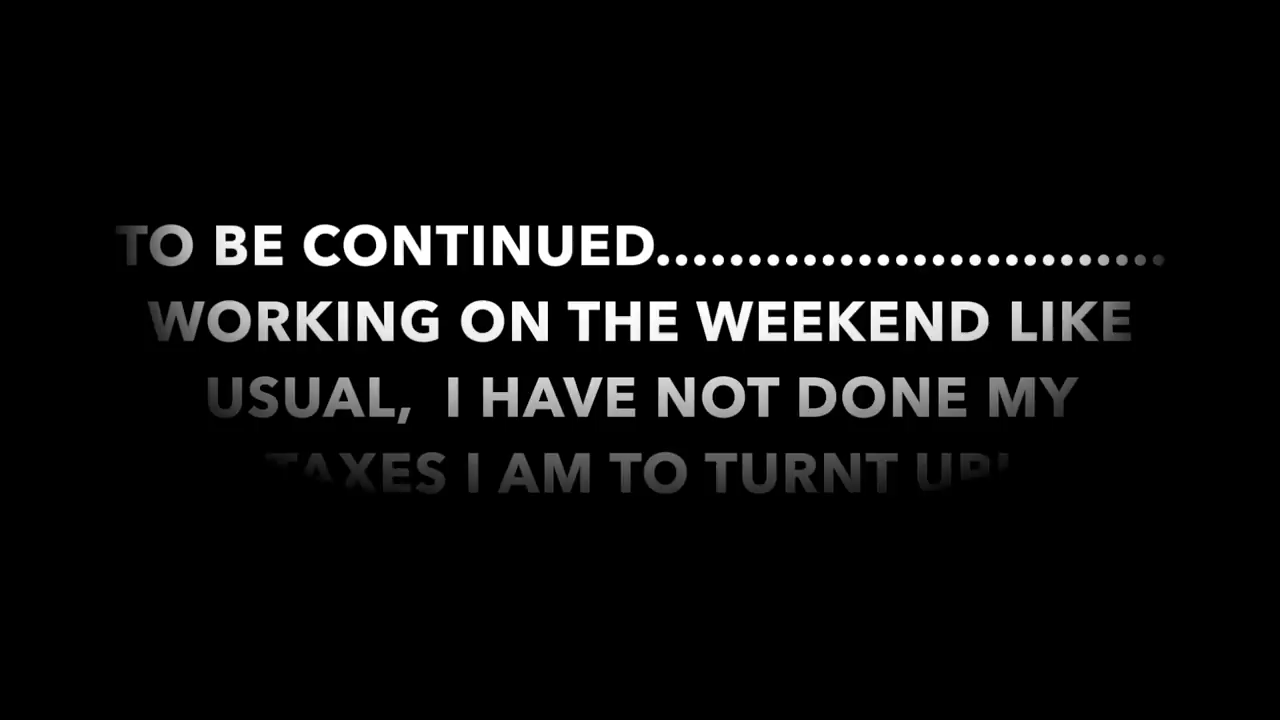 TO BE CONTINUED............................
WORKING ON THE WEEKEND LIKE
USUAL,  I HAVE NOT DONE MY
TAXES I AM TO TURNT UP!